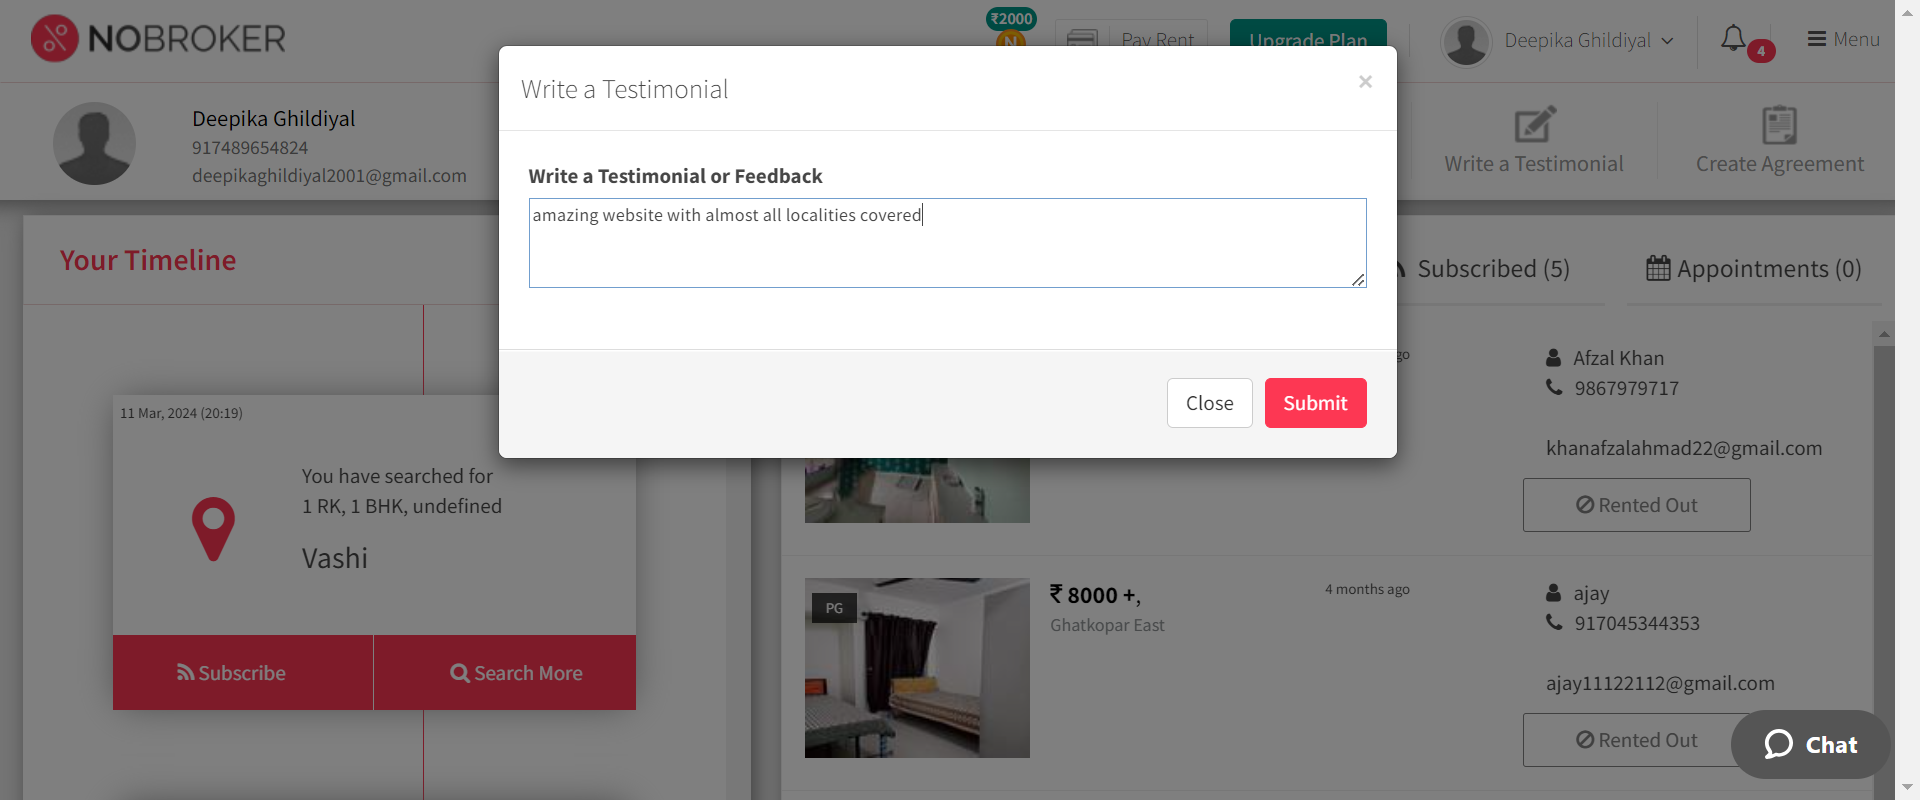 NOBROKER
₹2000
N
Pay Rent
Upgrade Plan
Deepika Ghildiyal
4
Menu
Deepika Ghildiyal
917489654824
deepikaghildiyal2001@gmail.com
Write a Testimonial
Create Agreement
Write a Testimonial
×
Write a Testimonial or Feedback
amazing website with almost all localities covered
Close
Submit
Your Timeline
Subscribed (5)
Appointments (0)
11 Mar, 2024 (20:19)
You have searched for
1 RK, 1 BHK, undefined
Vashi
Subscribe
Search More
go
Afzal Khan
9867979717
khanafzalahmad22@gmail.com
Rented Out
PG
₹ 8000 +,
Ghatkopar East
4 months ago
ajay
917045344353
ajay11122112@gmail.com
Rented Out
Chat